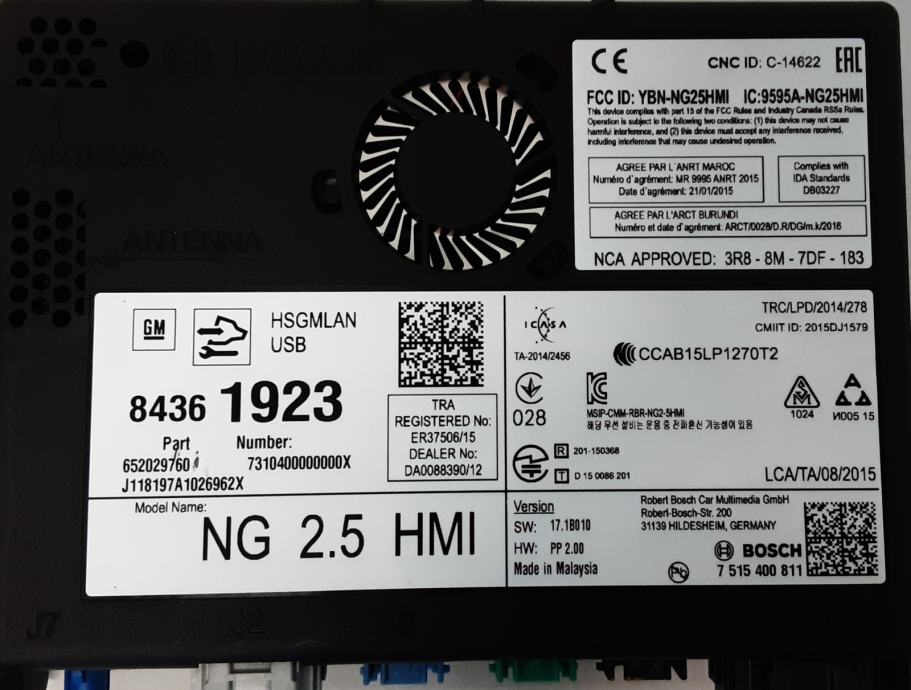 BOSCH
ANTENNA
ANTENNA
CE CNC ID: C-14622 EAC
FCC ID: YBN-NG25HMI IC:9595A-NG25HMI
This device complies with part 15 of the FCC Rules and Industry Canada RSSs Rules.
Operation is subject to the following two conditions: (1) this device may not cause
harmful interference, and (2) this device must accept any interference received,
including interference that may cause undesired operation.
AGREE PAR L'ANRT MAROC
Numéro d'agrément: MR 9995 ANRT 2015
Date d'agrément: 21/01/2015
Complies with
IDA Standards
DB03227
AGREE PAR L'ARCT BURUNDI
Numéro et date d'agrément: ARCT/0028/D.R/DG/m.k/2016
NCA APPROVED: 3R8 - 8M - 7DF - 183
GM
HSGMLAN
USB
8436 1923
Part Number:
652029760 7310400000000X
J118197A1026962X
TRA
REGISTERED No:
ER37506/15
DEALER No:
DA0088390/12
Model Name:
NG 2.5 HMI
ICASA
TA-2014/2456
TRC/LPD/2014/278
CMIIT ID: 2015DJ1579
CCAB15LP1270T2
028
MSIP-CMM-RBR-NG2-5HMI
해당 무선 설비는 운용 중 전파혼신 가능성이 있음
1024
И005 15
R 201-150368
T D 15 0086 201
LCA/TA/08/2015
Version
SW: 17.1B010
HW: PP 2.00
Made in Malaysia
Robert Bosch Car Multimedia GmbH
Robert-Bosch-Str. 200
31139 HILDESHEIM, GERMANY
Pb
BOSCH
7 515 400 811
J7
J2